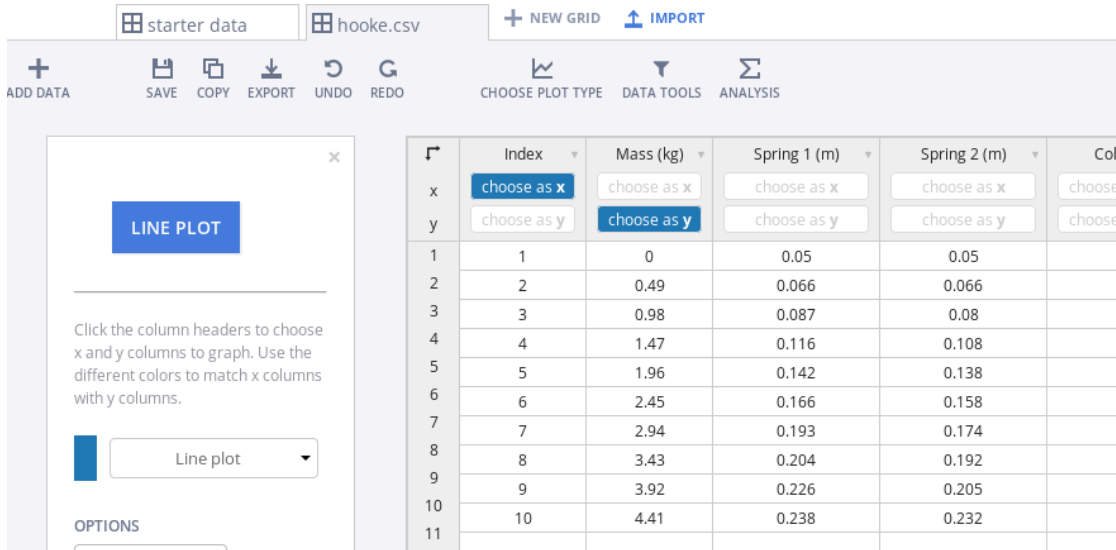 starter data hooke.csv NEW GRID IMPORT
ADD DATA SAVE COPY EXPORT UNDO REDO CHOOSE PLOT TYPE DATA TOOLS ANALYSIS
×
LINE PLOT
Click the column headers to choose
x and y columns to graph. Use the
different colors to match x columns
with y columns.
Line plot
OPTIONS
Index Mass (kg) Spring 1 (m) Spring 2 (m) Col
x choose as x choose as x choose as x choose as x choose
y choose as y choose as y choose as y choose as y choose
1 1 0 0.05 0.05
2 2 0.49 0.066 0.066
3 3 0.98 0.087 0.08
4 4 1.47 0.116 0.108
5 5 1.96 0.142 0.138
6 6 2.45 0.166 0.158
7 7 2.94 0.193 0.174
8 8 3.43 0.204 0.192
9 9 3.92 0.226 0.205
10 10 4.41 0.238 0.232
11